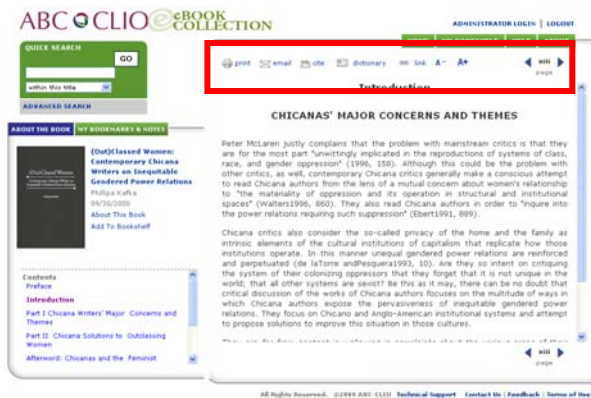 ABC CLIO eBOOK COLLECTION
ADMINISTRATOR LOGIN | LOGOUT
QUICK SEARCH
GO
within this title
ADVANCED SEARCH
print email cite dictionary link A- A+ xiii
page
Introduction
ABOUT THE BOOK MY BOOKMARKS & NOTES
(Out)Classed Women:
Contemporary Chicana
Writers on Inequitable
Gendered Power Relations
Phillipa Kafka
09/30/2000
About This Book
Add To Bookshelf
Contents
Preface
Introduction
Part I Chicana Writers' Major Concerns and
Themes
Part II Chicana Solutions to Outclassing
Women
Afterword: Chicanas and the Feminist
CHICANAS' MAJOR CONCERNS AND THEMES
Peter McLaren justly complains that the problem with mainstream critics is that they
are for the most part "unwittingly implicated in the reproductions of systems of class,
race, and gender oppression" (1996, 158). Although this could be the problem with
other critics, as well, contemporary Chicana critics generally make a conscious attempt
to read Chicana authors from the lens of a mutual concern about women's relationship
to "the materiality of oppression and its operation in structural and institutional
spaces" (Walters1996, 860). They also read Chicana authors in order to "inquire into
the power relations requiring such suppression" (Ebert1991, 889).
Chicana critics also consider the so-called privacy of the home and the family as
intrinsic elements of the cultural institutions of capitalism that replicate how those
institutions operate. In this manner unequal gendered power relations are reinforced
and perpetuated (de laTorre andPesquera1993, 10). Are they so intent on critiquing
the system of their colonizing oppressors that they forget that it is not unique in the
world; that all other systems are sexist? Be this as it may, there can be no doubt that
critical discussion of the works of Chicana authors focuses on the multitude of ways in
which Chicana authors expose the pervasiveness of inequitable gendered power
relations. They focus on Chicano and Anglo-American institutional systems and attempt
to propose solutions to improve this situation in those cultures.
xiii
page
All Rights Reserved. ©2009 ABC-CLIO Technical Support Contact Us | Feedback | Terms of Use